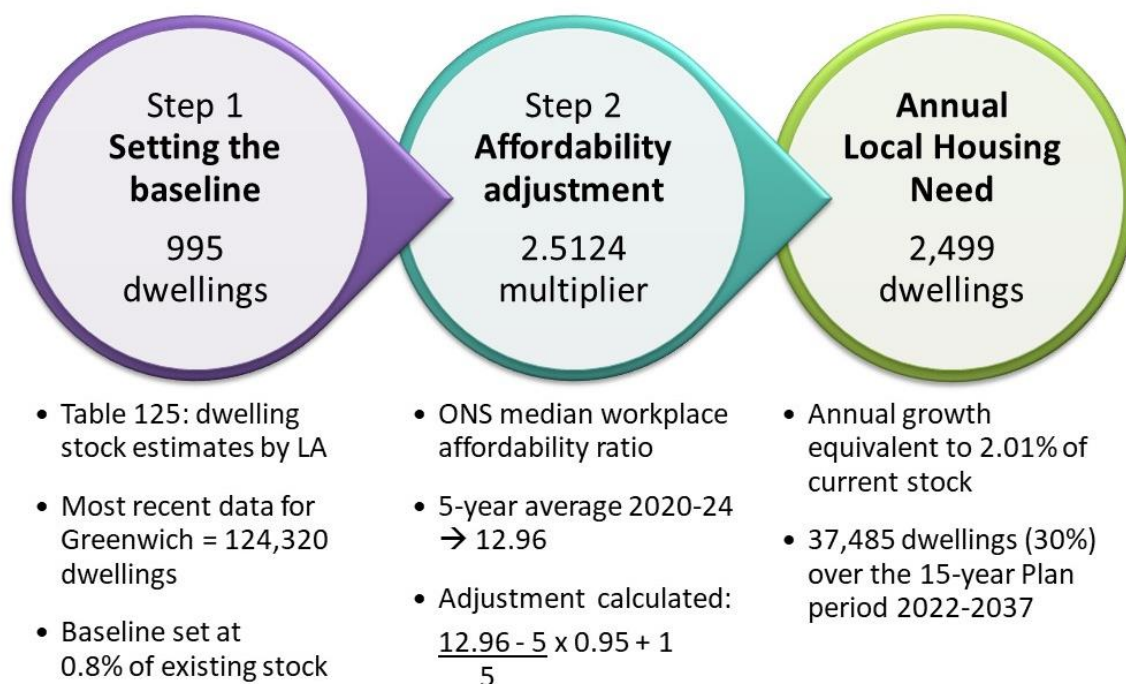 Step 1
Setting the
baseline
995
dwellings
Step 2
Affordability
adjustment
2.5124
multiplier
Annual
Local Housing
Need
2,499
dwellings
• Table 125: dwelling
stock estimates by LA
• Most recent data for
Greenwich = 124,320
dwellings
• Baseline set at
0.8% of existing stock
• ONS median workplace
affordability ratio
• 5-year average 2020-24
→ 12.96
• Adjustment calculated:
12.96 - 5 x 0.95 + 1
5
• Annual growth
equivalent to 2.01% of
current stock
• 37,485 dwellings (30%)
over the 15-year Plan
period 2022-2037